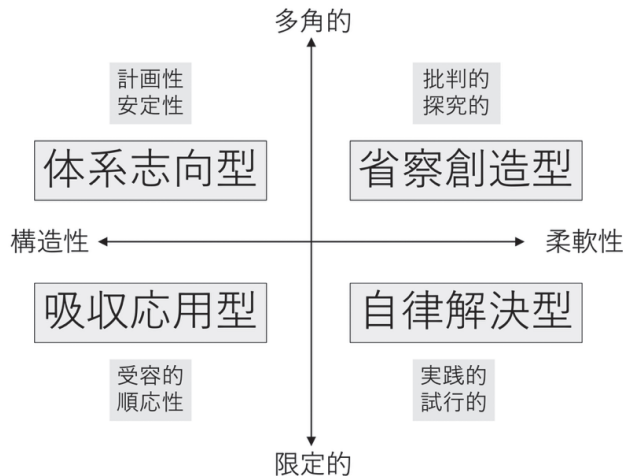 多角的
計画性
安定性
批判的
探究的
体系志向型
省察創造型
構造性
柔軟性
吸収応用型
自律解決型
受容的
順応性
実践的
試行的
限定的